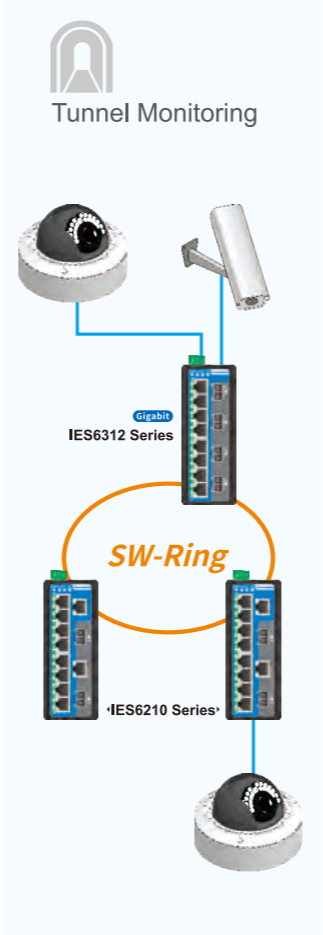 Tunnel Monitoring
Gigabit
IES6312 Series
SW-Ring
IES6210 Series